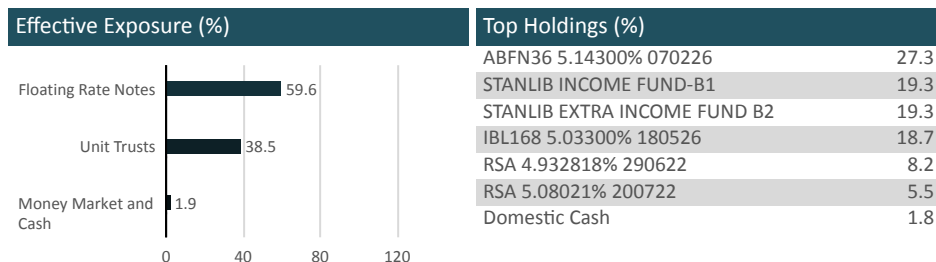 Effective Exposure (%)
Floating Rate Notes
59.6
Unit Trusts
38.5
Money Market and
Cash
1.9
0 40 80 120
Top Holdings (%)
ABFN36 5.14300% 070226 27.3
STANLIB INCOME FUND-B1 19.3
STANLIB EXTRA INCOME FUND B2 19.3
IBL168 5.03300% 180526 18.7
RSA 4.932818% 290622 8.2
RSA 5.08021% 200722 5.5
Domestic Cash 1.8